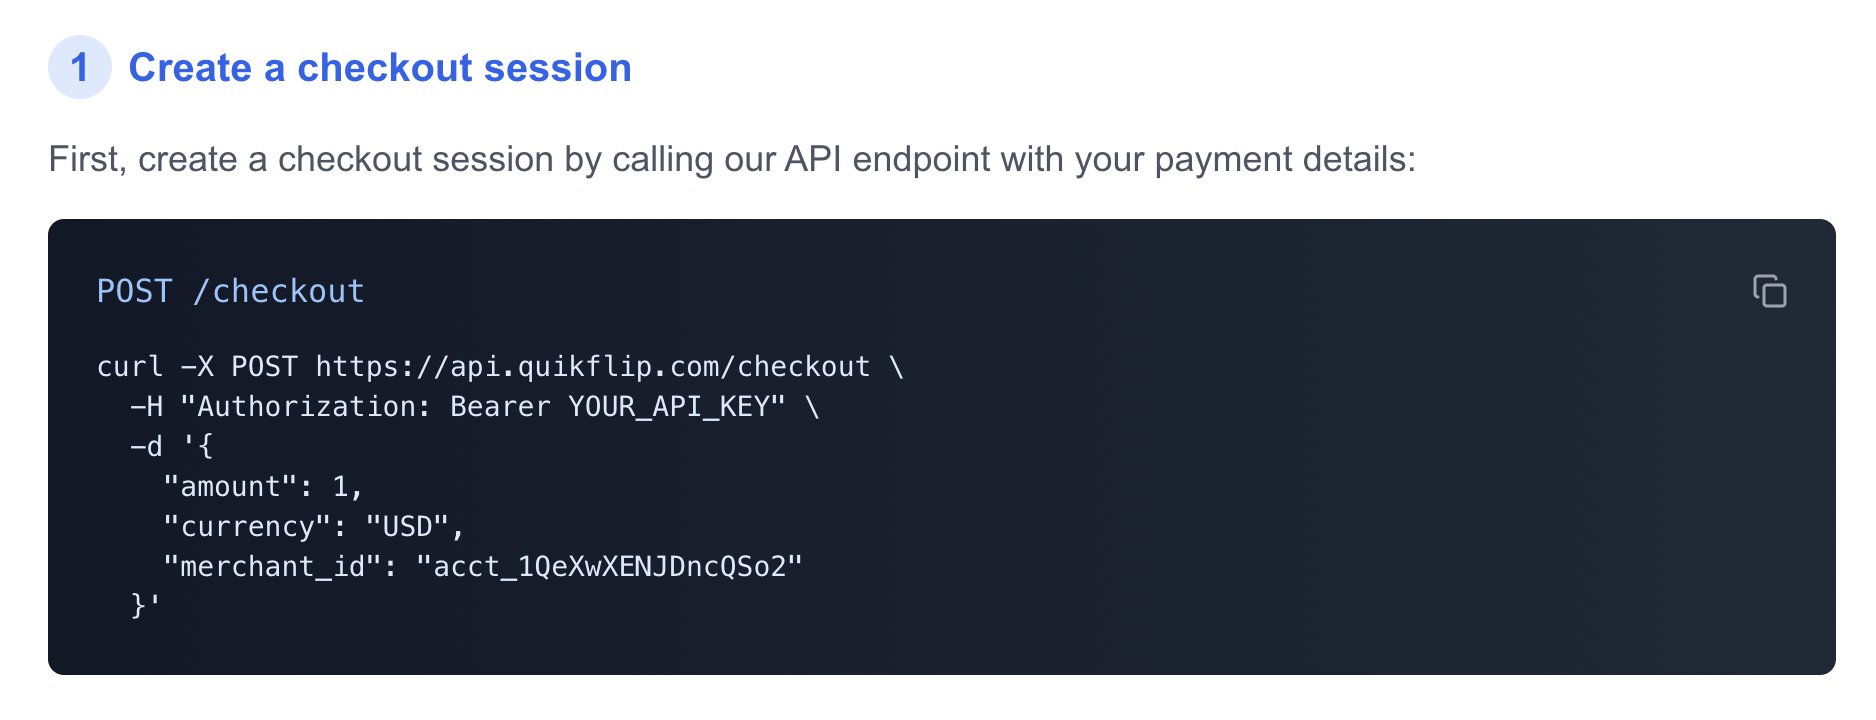 1 Create a checkout session
First, create a checkout session by calling our API endpoint with your payment details:
POST /checkout
curl -X POST https://api.quikflip.com/checkout \
  -H "Authorization: Bearer YOUR_API_KEY" \
  -d '{
    "amount": 1,
    "currency": "USD",
    "merchant_id": "acct_1QeXwXENJDncQSo2"
  }'